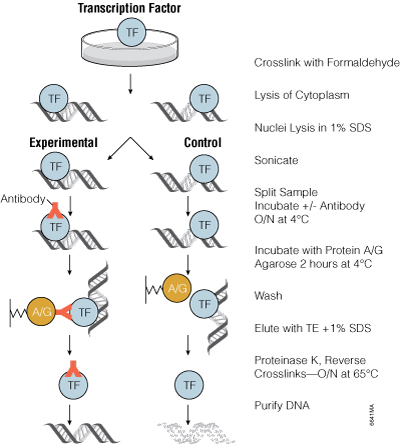 Transcription Factor
TF
Crosslink with Formaldehyde
TF
TF
Lysis of Cytoplasm
Nuclei Lysis in 1% SDS
Experimental
Control
TF
TF
Sonicate
Split Sample
Antibody
Incubate +/- Antibody
O/N at 4°C
TF
TF
Incubate with Protein A/G
Agarose 2 hours at 4°C
A/G
TF
A/G
TF
Wash
Elute with TE +1% SDS
TF
TF
Proteinase K, Reverse
Crosslinks—O/N at 65°C
Purify DNA
6841MA